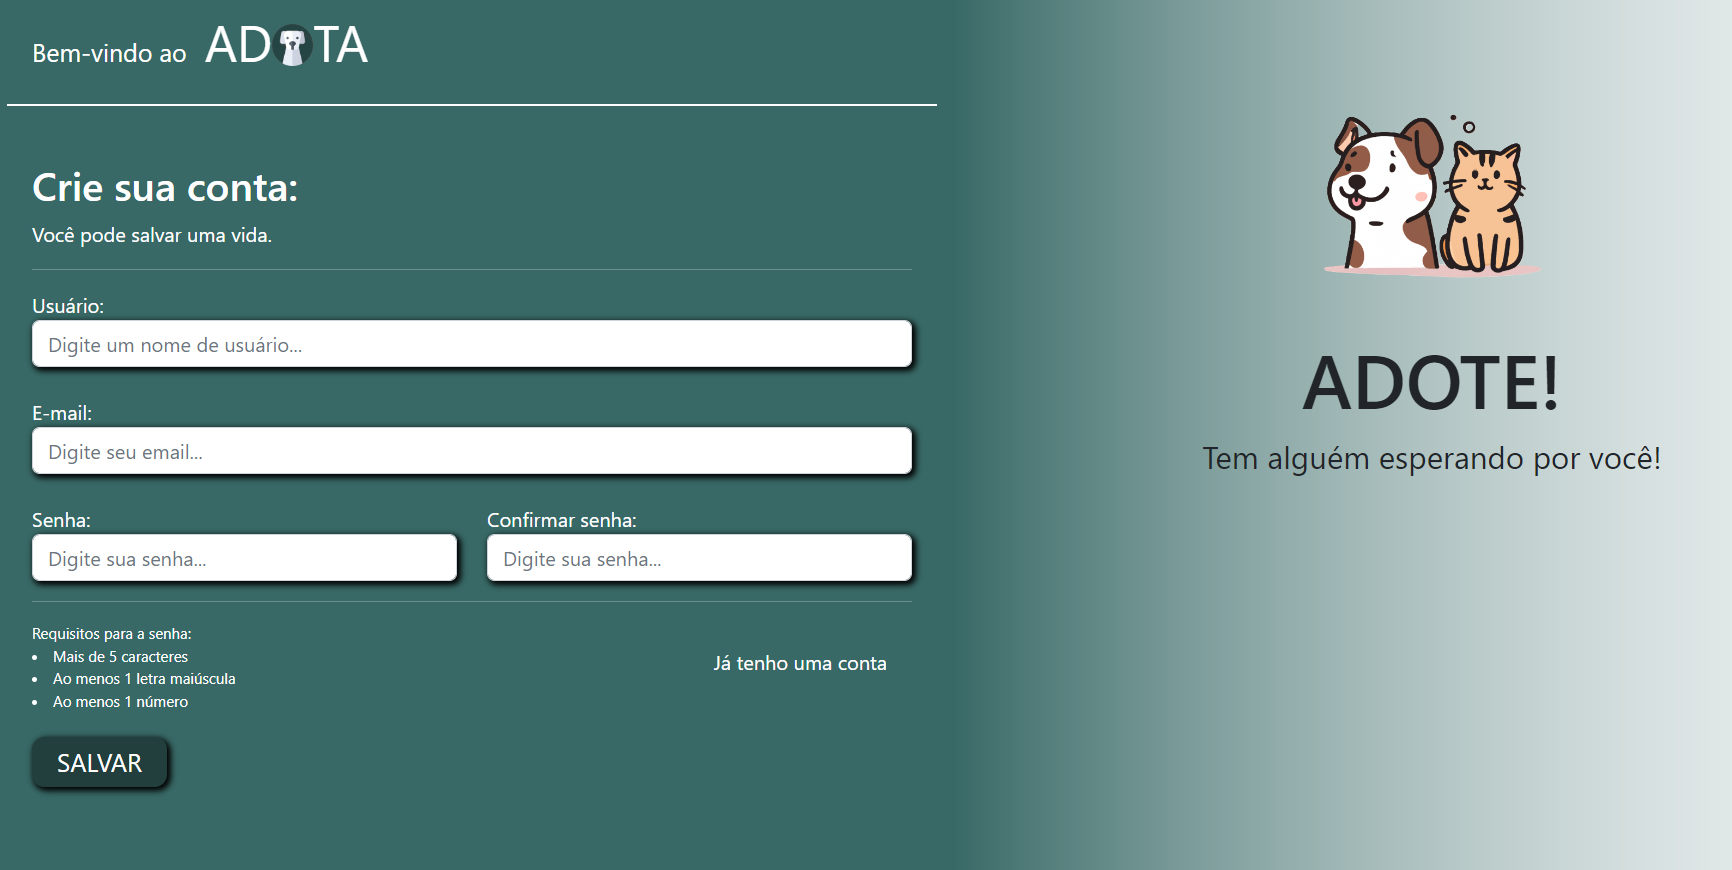 Bem-vindo ao ADOTA
Crie sua conta:
Você pode salvar uma vida.
Usuário:
Digite um nome de usuário...
E-mail:
Digite seu email...
Senha:
Confirmar senha:
Digite sua senha...
Digite sua senha...
Requisitos para a senha:
• Mais de 5 caracteres
• Ao menos 1 letra maiúscula
• Ao menos 1 número
Já tenho uma conta
SALVAR
ADOTE!
Tem alguém esperando por você!